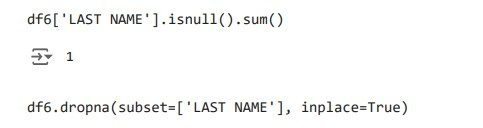 df6['LAST NAME'].isnull().sum()
1
df6.dropna(subset=['LAST NAME'], inplace=True)